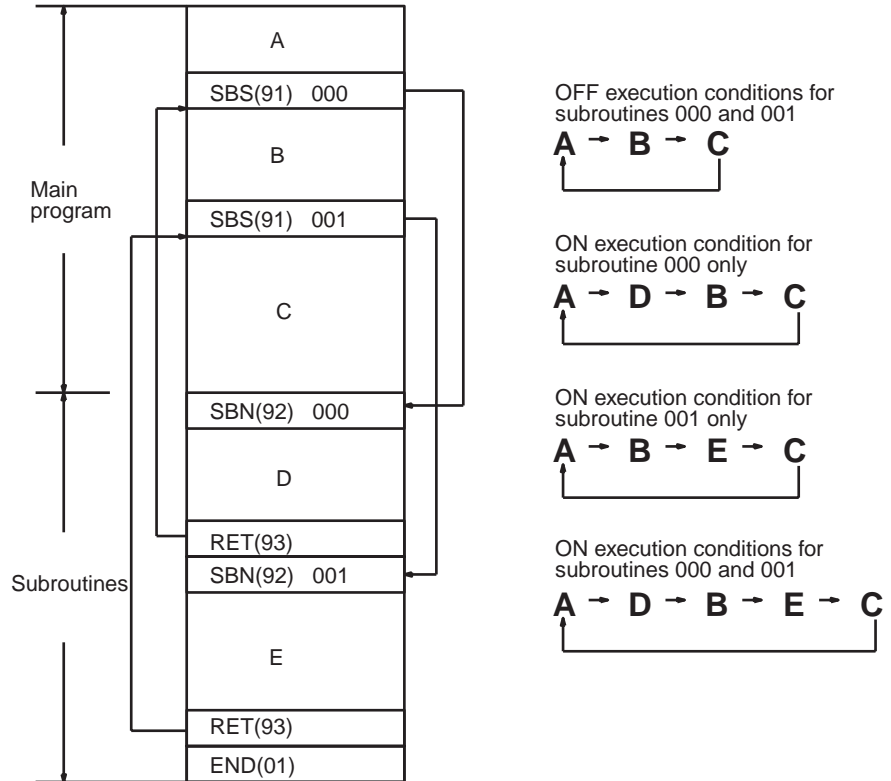 A
SBS(91) 000
B
Main
program
SBS(91) 001
C
SBN(92) 000
D
RET(93)
SBN(92) 001
Subroutines
E
RET(93)
END(01)
OFF execution conditions for
subroutines 000 and 001
A → B → C
ON execution condition for
subroutine 000 only
A → D → B → C
ON execution condition for
subroutine 001 only
A → B → E → C
ON execution conditions for
subroutines 000 and 001
A → D → B → E → C